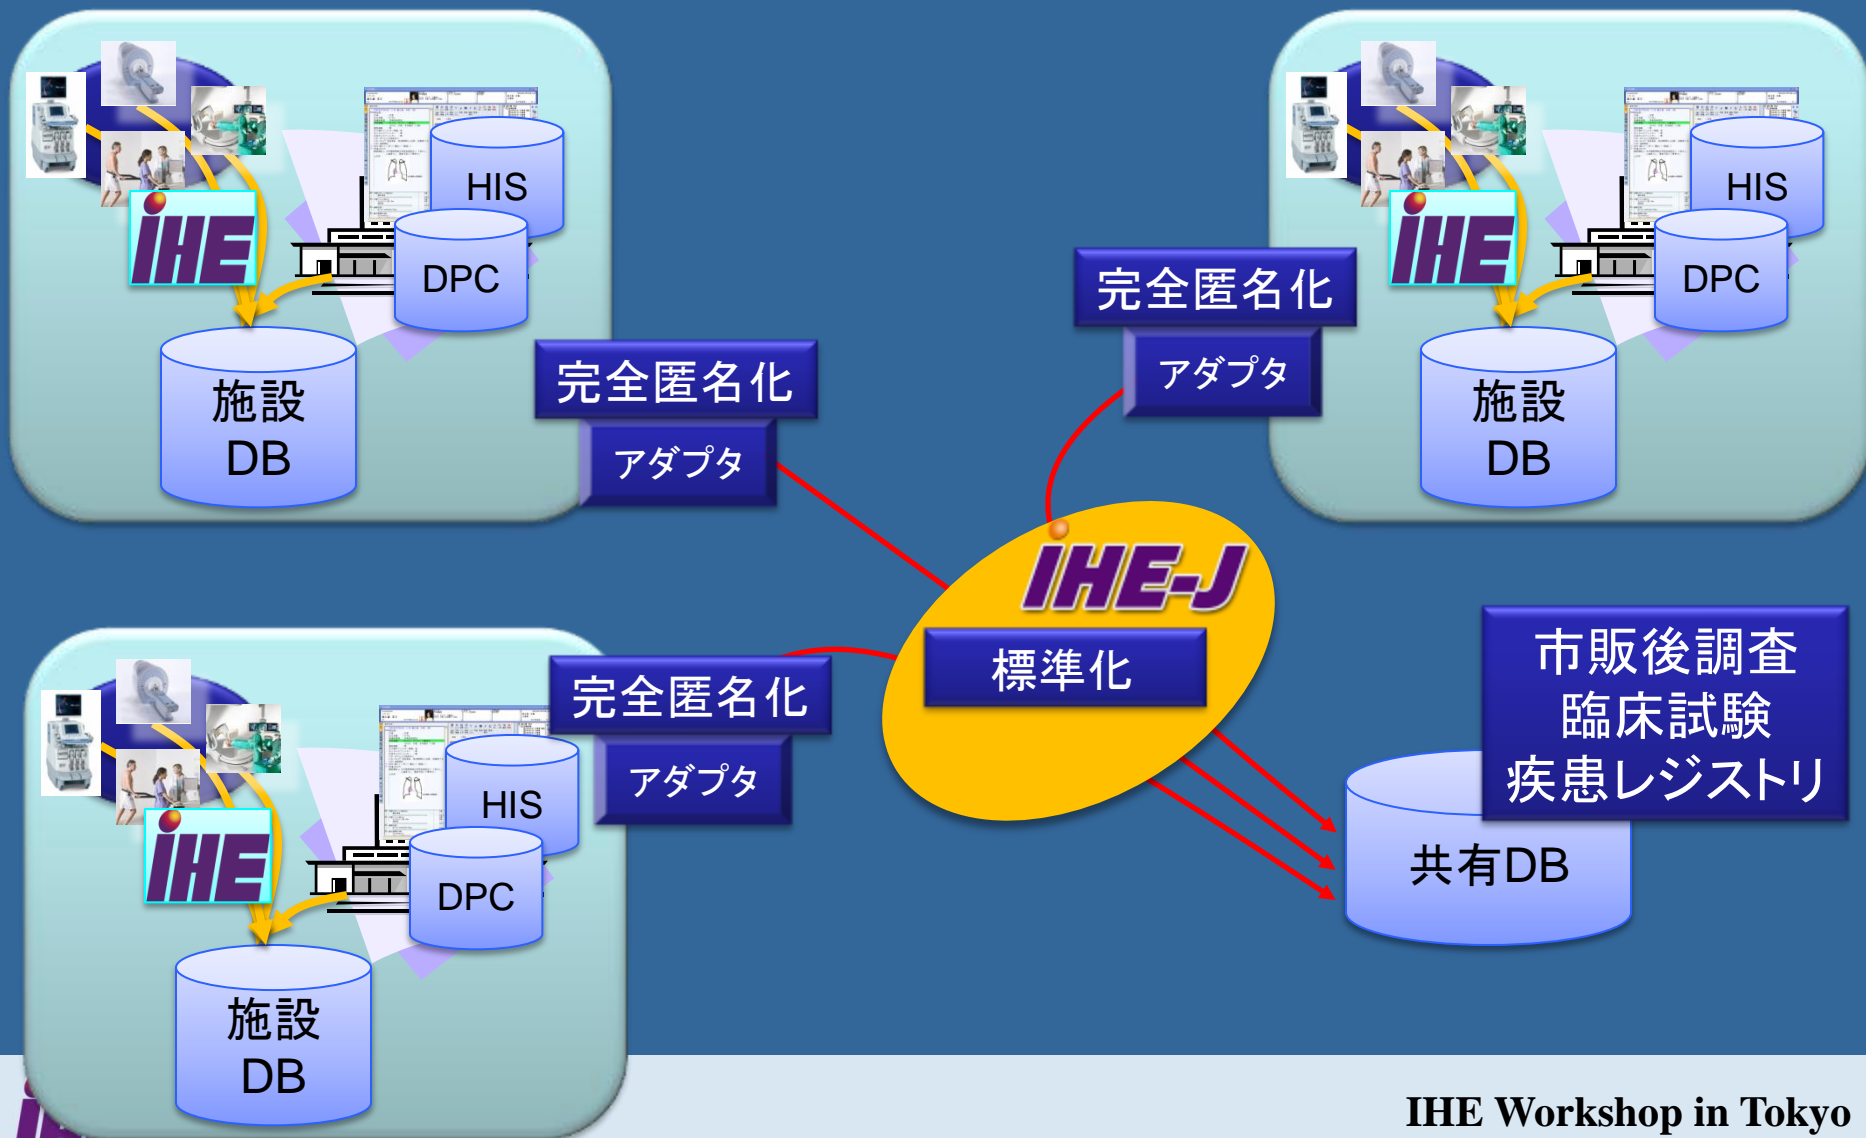 IHE
HIS
DPC
施設
DB
完全匿名化
アダプタ
IHE
HIS
DPC
施設
DB
完全匿名化
アダプタ
IHE-J
標準化
IHE
HIS
DPC
施設
DB
完全匿名化
アダプタ
市販後調査
臨床試験
疾患レジストリ
共有DB
IHE Workshop in Tokyo